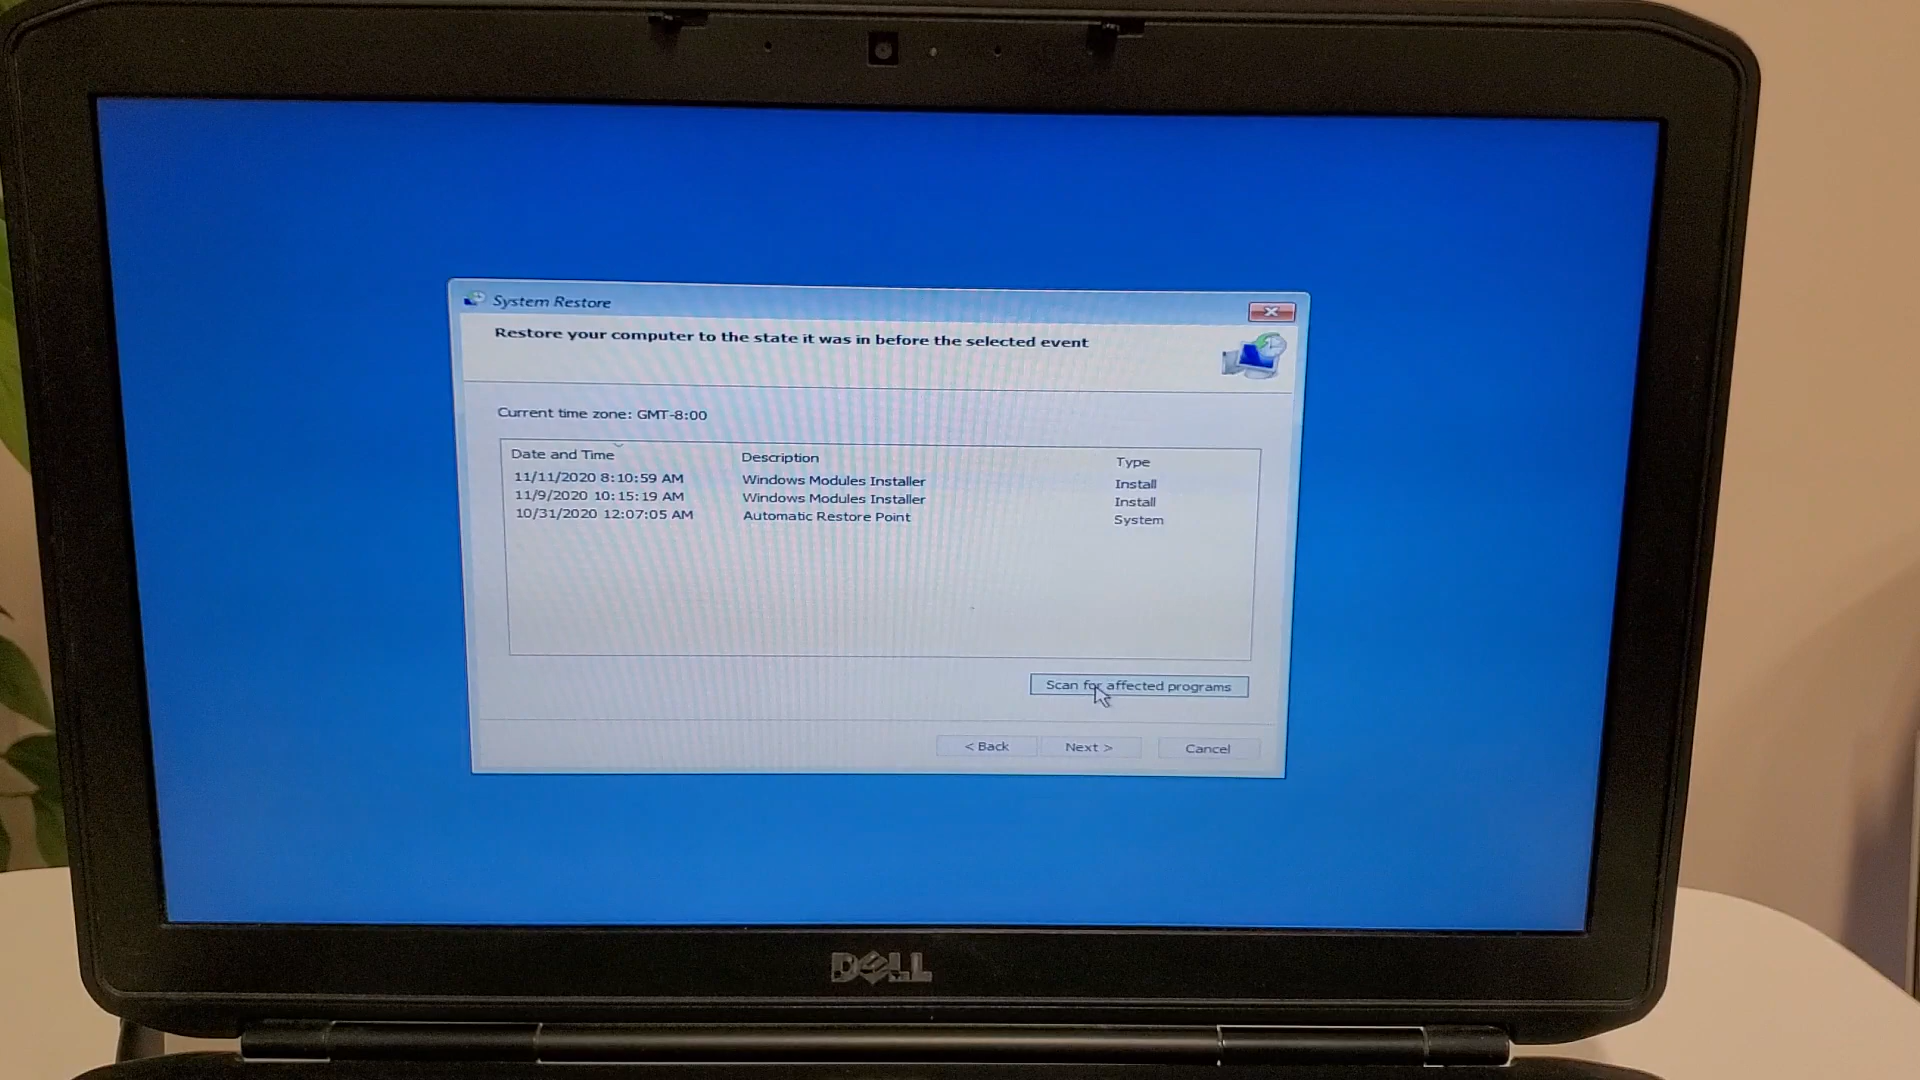 System Restore
Restore your computer to the state it was in before the selected event
Current time zone: GMT-8:00
Date and Time Description Type
11/11/2020 8:10:59 AM Windows Modules Installer Install
11/9/2020 10:15:19 AM Windows Modules Installer Install
10/31/2020 12:07:05 AM Automatic Restore Point System
Scan for affected programs
< Back Next > Cancel
DELL